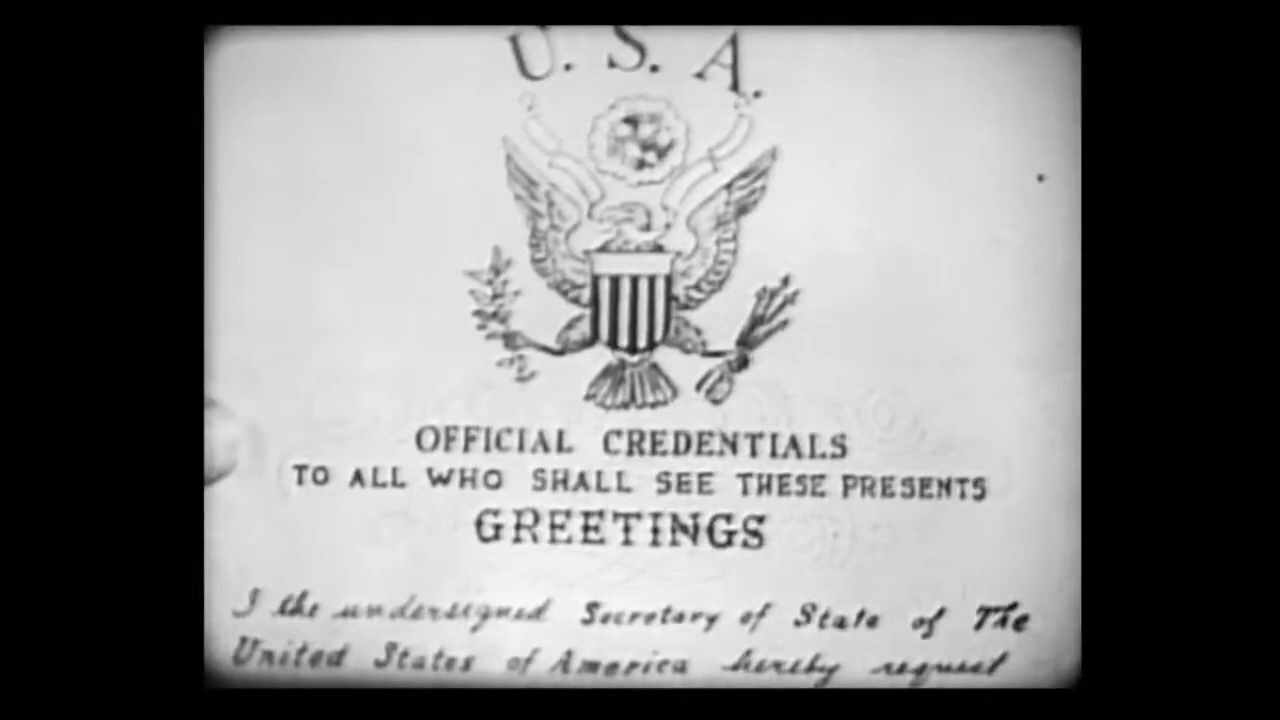 U. S. A.
OFFICIAL CREDENTIALS
TO ALL WHO SHALL SEE THESE PRESENTS
GREETINGS
I the undersigned Secretary of State of The
United States of America hereby request